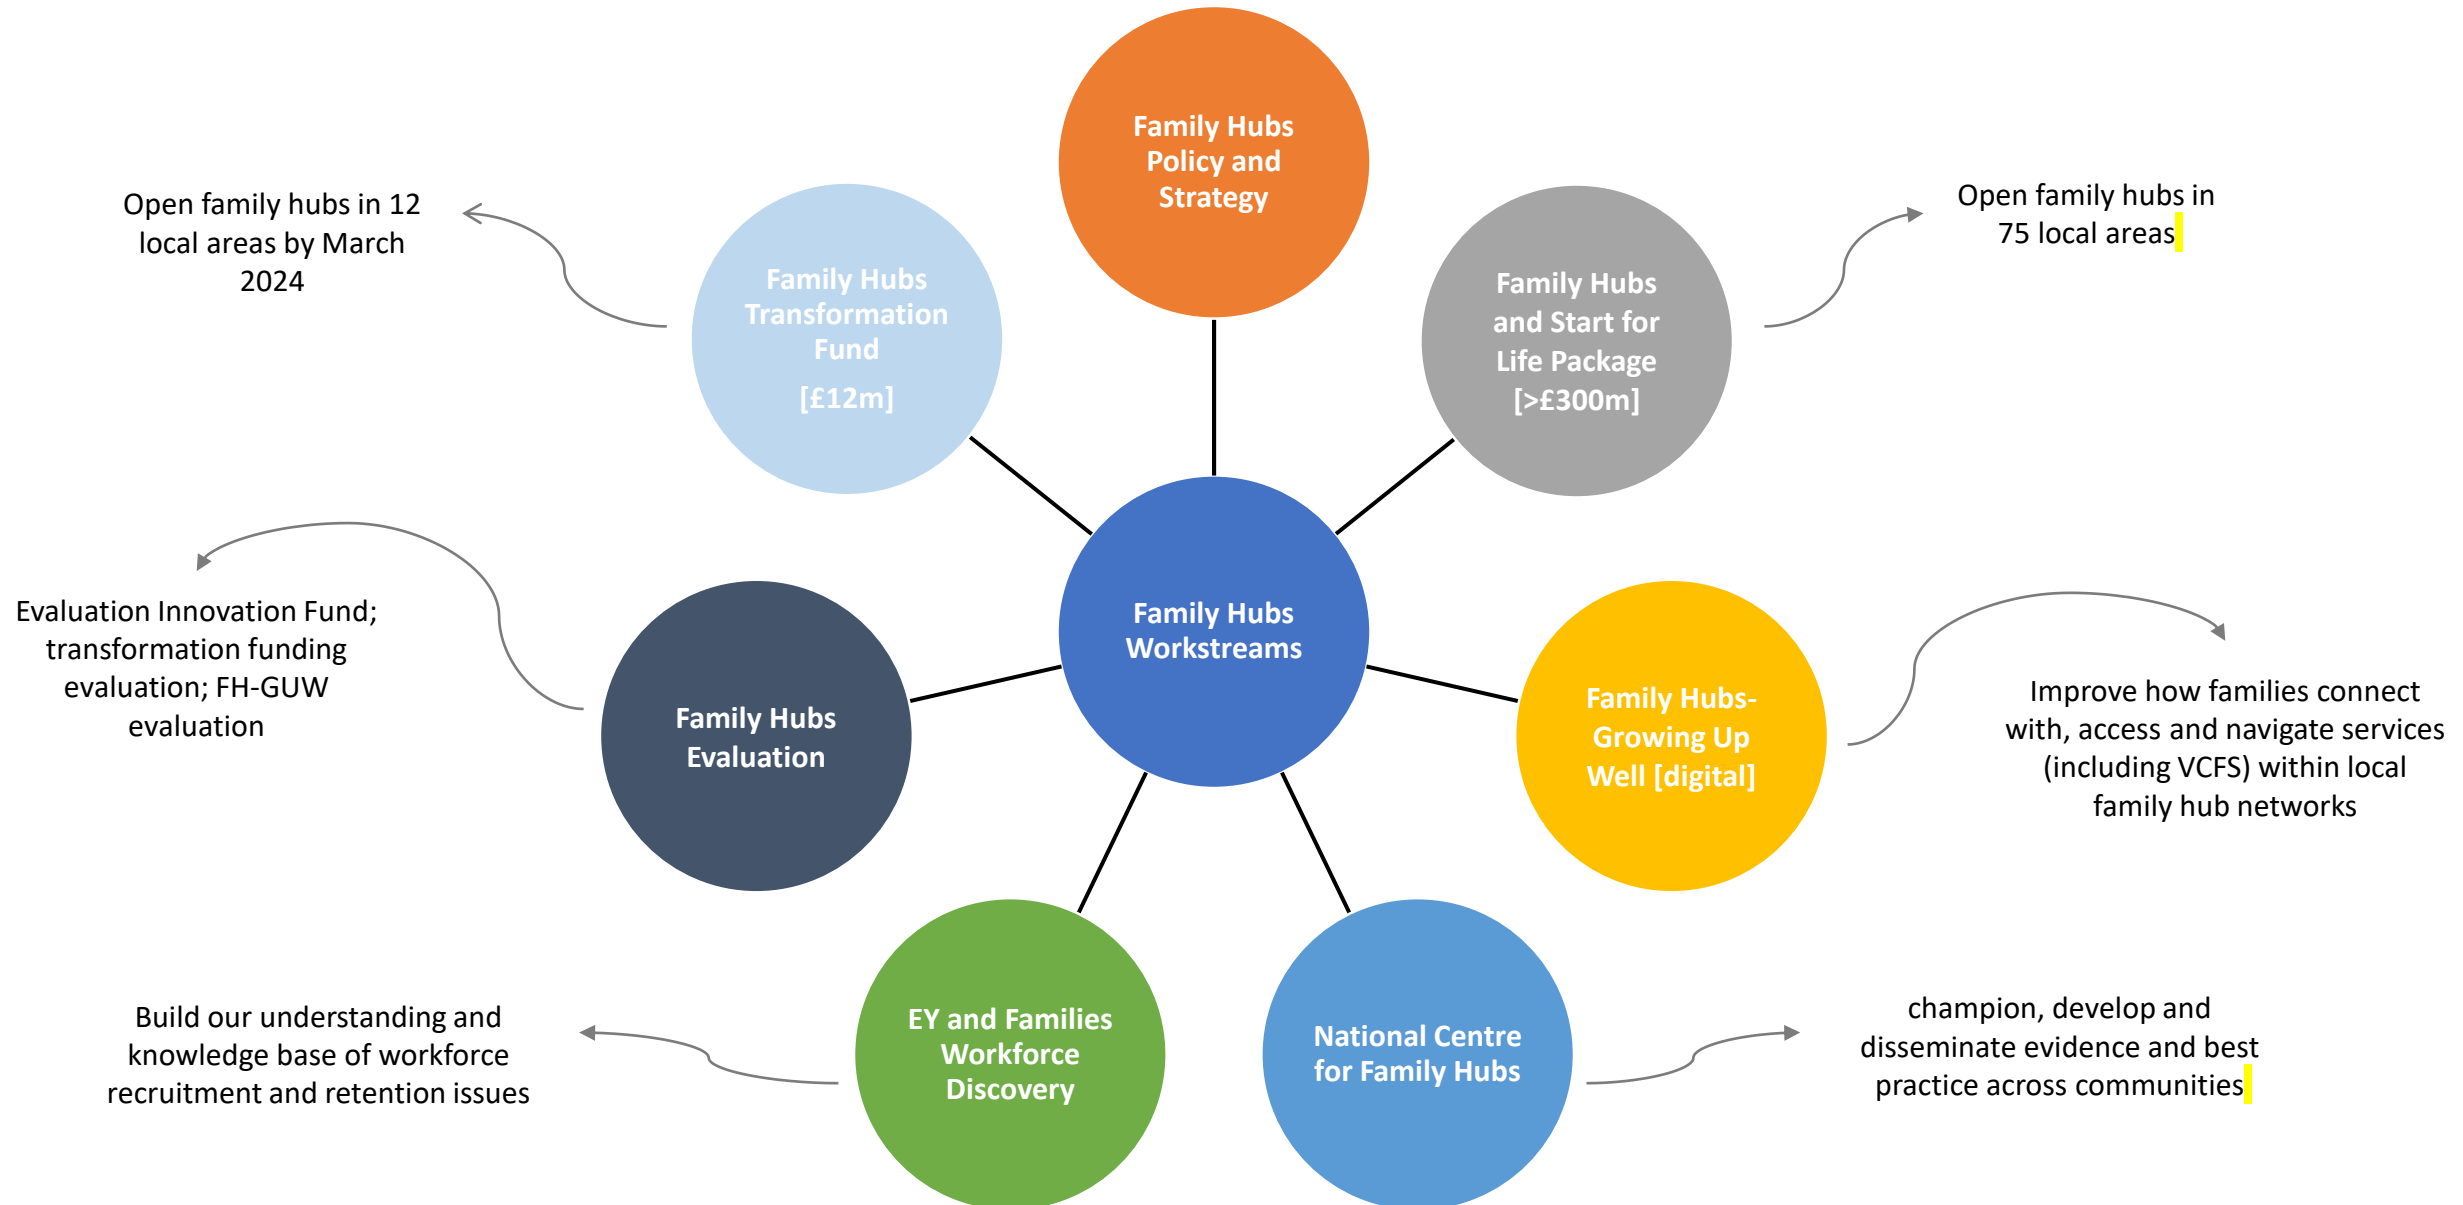 Family Hubs
Policy and
Strategy
Open family hubs in 12
local areas by March
2024
Family Hubs
Transformation
Fund
[£12m]
Family Hubs
and Start for
Life Package
[>£300m]
Open family hubs in
75 local areas
Evaluation Innovation Fund;
transformation funding
evaluation; FH-GUW
evaluation
Family Hubs
Evaluation
Family Hubs
Workstreams
Family Hubs-
Growing Up
Well [digital]
Improve how families connect
with, access and navigate services
(including VCFS) within local
family hub networks
Build our understanding and
knowledge base of workforce
recruitment and retention issues
EY and Families
Workforce
Discovery
National Centre
for Family Hubs
champion, develop and
disseminate evidence and best
practice across communities